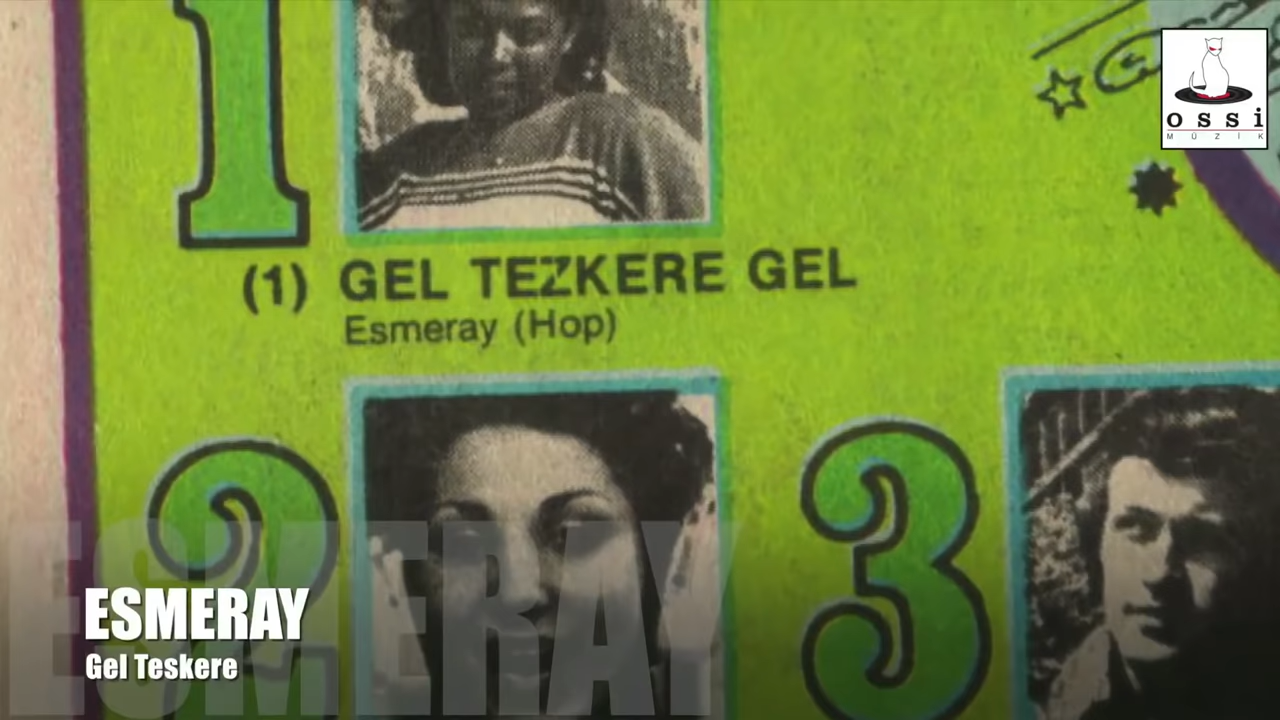 1
ossi
MÜZİK
(1) GEL TEZKERE GEL
Esmeray (Hop)
2
3
ESMERAY
ESMERAY
Gel Teskere